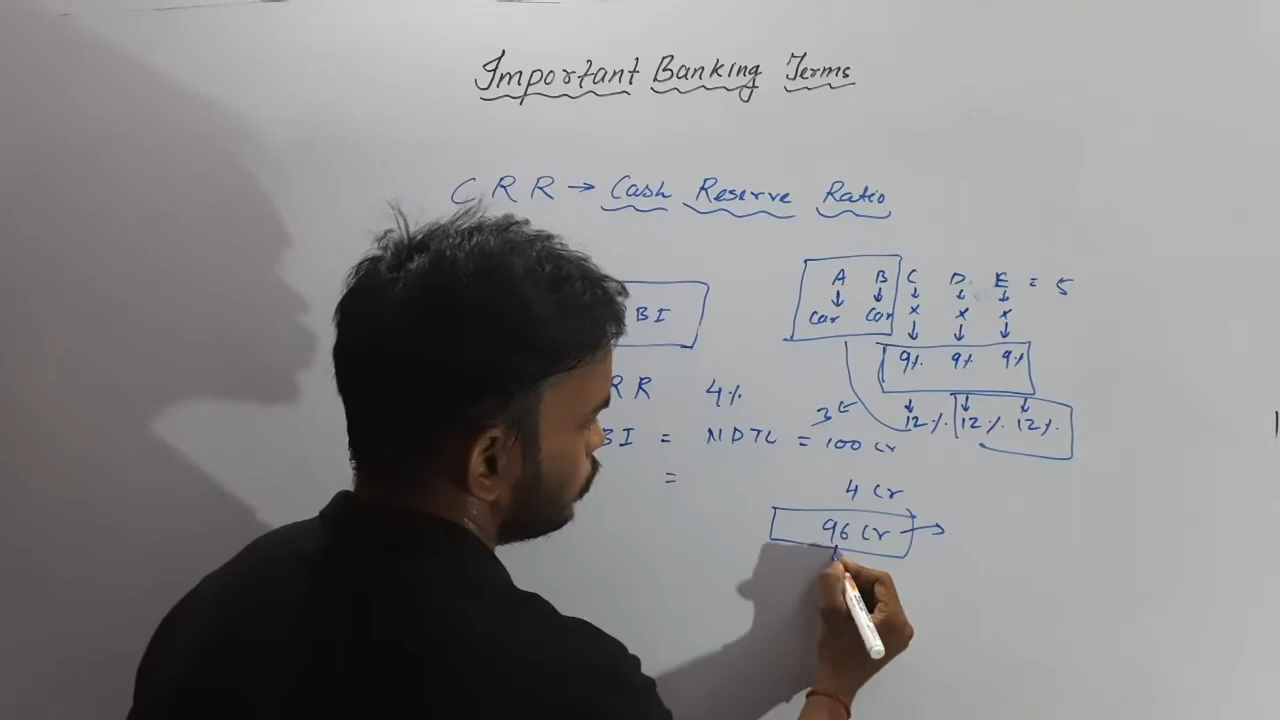 Important Banking Terms
CRR → Cash Reserve Ratio
A B C D E = 5
↓ ↓ ↓ ↓ ↓
BI Car Car × × ×
↓ ↓ ↓
9% 9% 9%
RR 4% ↓ ↓ ↓
3 ← 12% 12% 12%
BI = NDTL = 100 Cr
=
4 Cr
96 Cr →